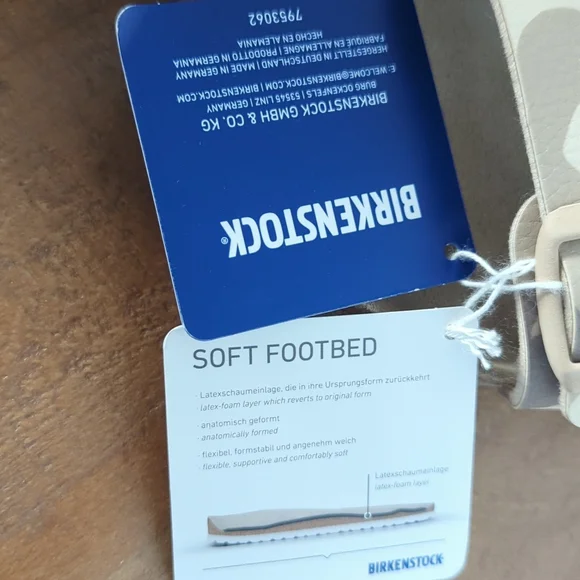 BIRKENSTOCK®
BIRKENSTOCK GMBH & CO. KG
BURG OCKENFELS | 53545 LINZ | GERMANY
E: WELCOME@BIRKENSTOCK.COM | BIRKENSTOCK.COM
HERGESTELLT IN DEUTSCHLAND | MADE IN GERMANY
FABRIQUÉ EN ALLEMAGNE | PRODOTTO IN GERMANIA
HECHO EN ALEMANIA
7953062
SOFT FOOTBED
· Latexschaumeinlage, die in ihre Ursprungsform zurückkehrt
· latex-foam layer which reverts to original form
· anatomisch geformt
· anatomically formed
· flexibel, formstabil und angenehm weich
· flexible, supportive and comfortably soft
Latexschaumeinlage
latex-foam layer
BIRKENSTOCK